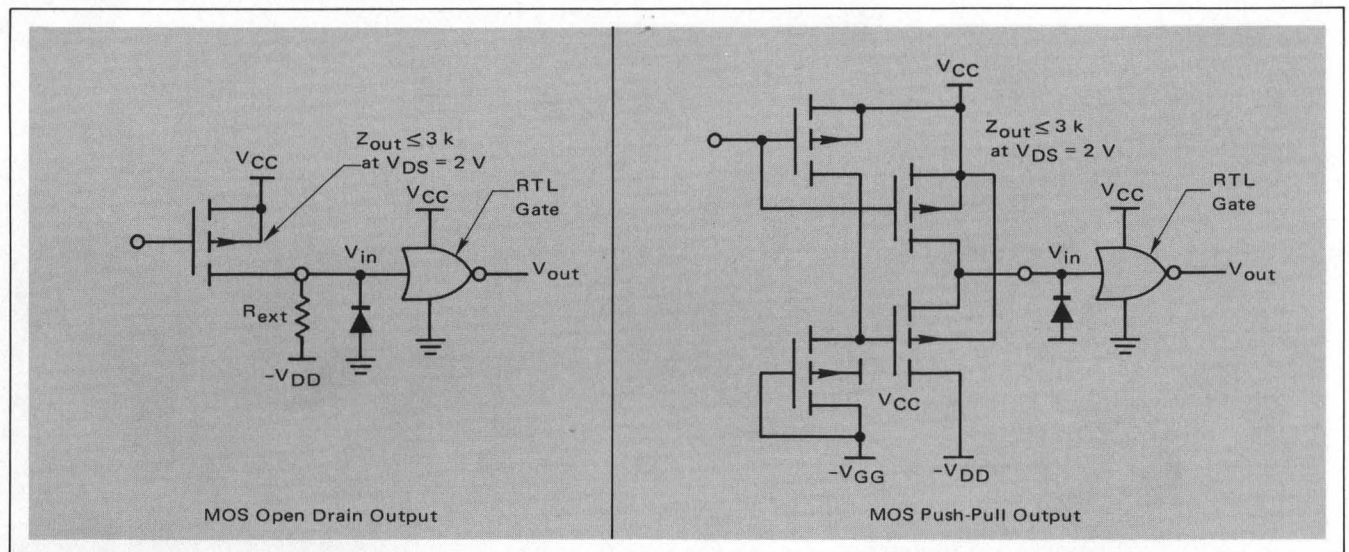 Zout ≤ 3 k
at VDS = 2 V
VCC
VCC
RTL
Gate
Vin
Vout
Rext
-VDD
MOS Open Drain Output
VCC
Zout ≤ 3 k
at VDS = 2 V
VCC
RTL
Gate
Vin
Vout
VCC
-VGG
-VDD
MOS Push-Pull Output